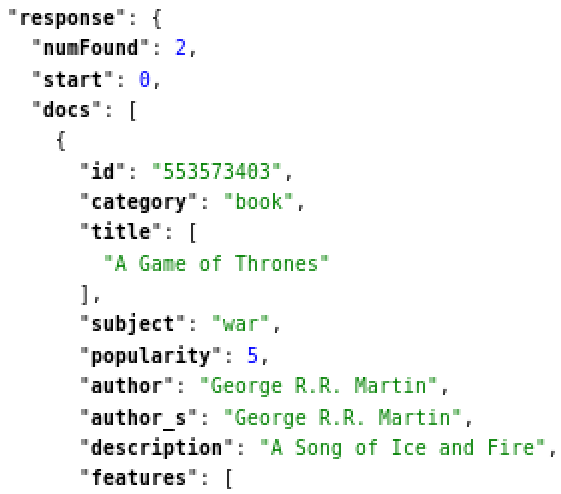 "response": {
"numFound": 2,
"start": 0,
"docs": [
{
"id": "553573403",
"category": "book",
"title": [
"A Game of Thrones"
],
"subject": "war",
"popularity": 5,
"author": "George R.R. Martin",
"author_s": "George R.R. Martin",
"description": "A Song of Ice and Fire",
"features": [